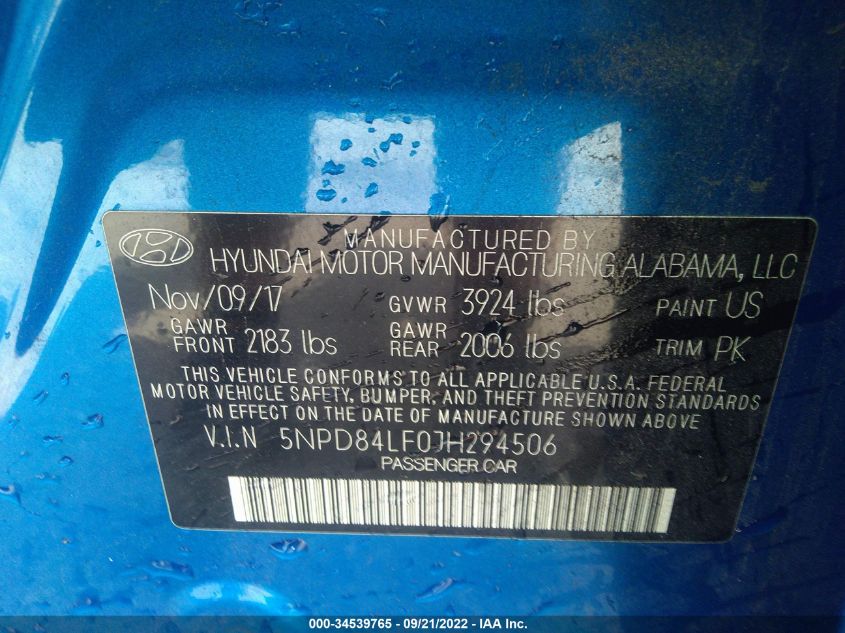 MANUFACTURED BY
HYUNDAI MOTOR MANUFACTURING ALABAMA, LLC
Nov/09/17 GVWR 3924 lbs PAINT US
GAWR FRONT 2183 lbs GAWR REAR 2006 lbs TRIM PK
THIS VEHICLE CONFORMS TO ALL APPLICABLE U.S.A. FEDERAL
MOTOR VEHICLE SAFETY, BUMPER, AND THEFT PREVENTION STANDARDS
IN EFFECT ON THE DATE OF MANUFACTURE SHOWN ABOVE
V.I.N 5NPD84LF0JH294506
PASSENGER CAR
000-34539765 - 09/21/2022 - IAA Inc.